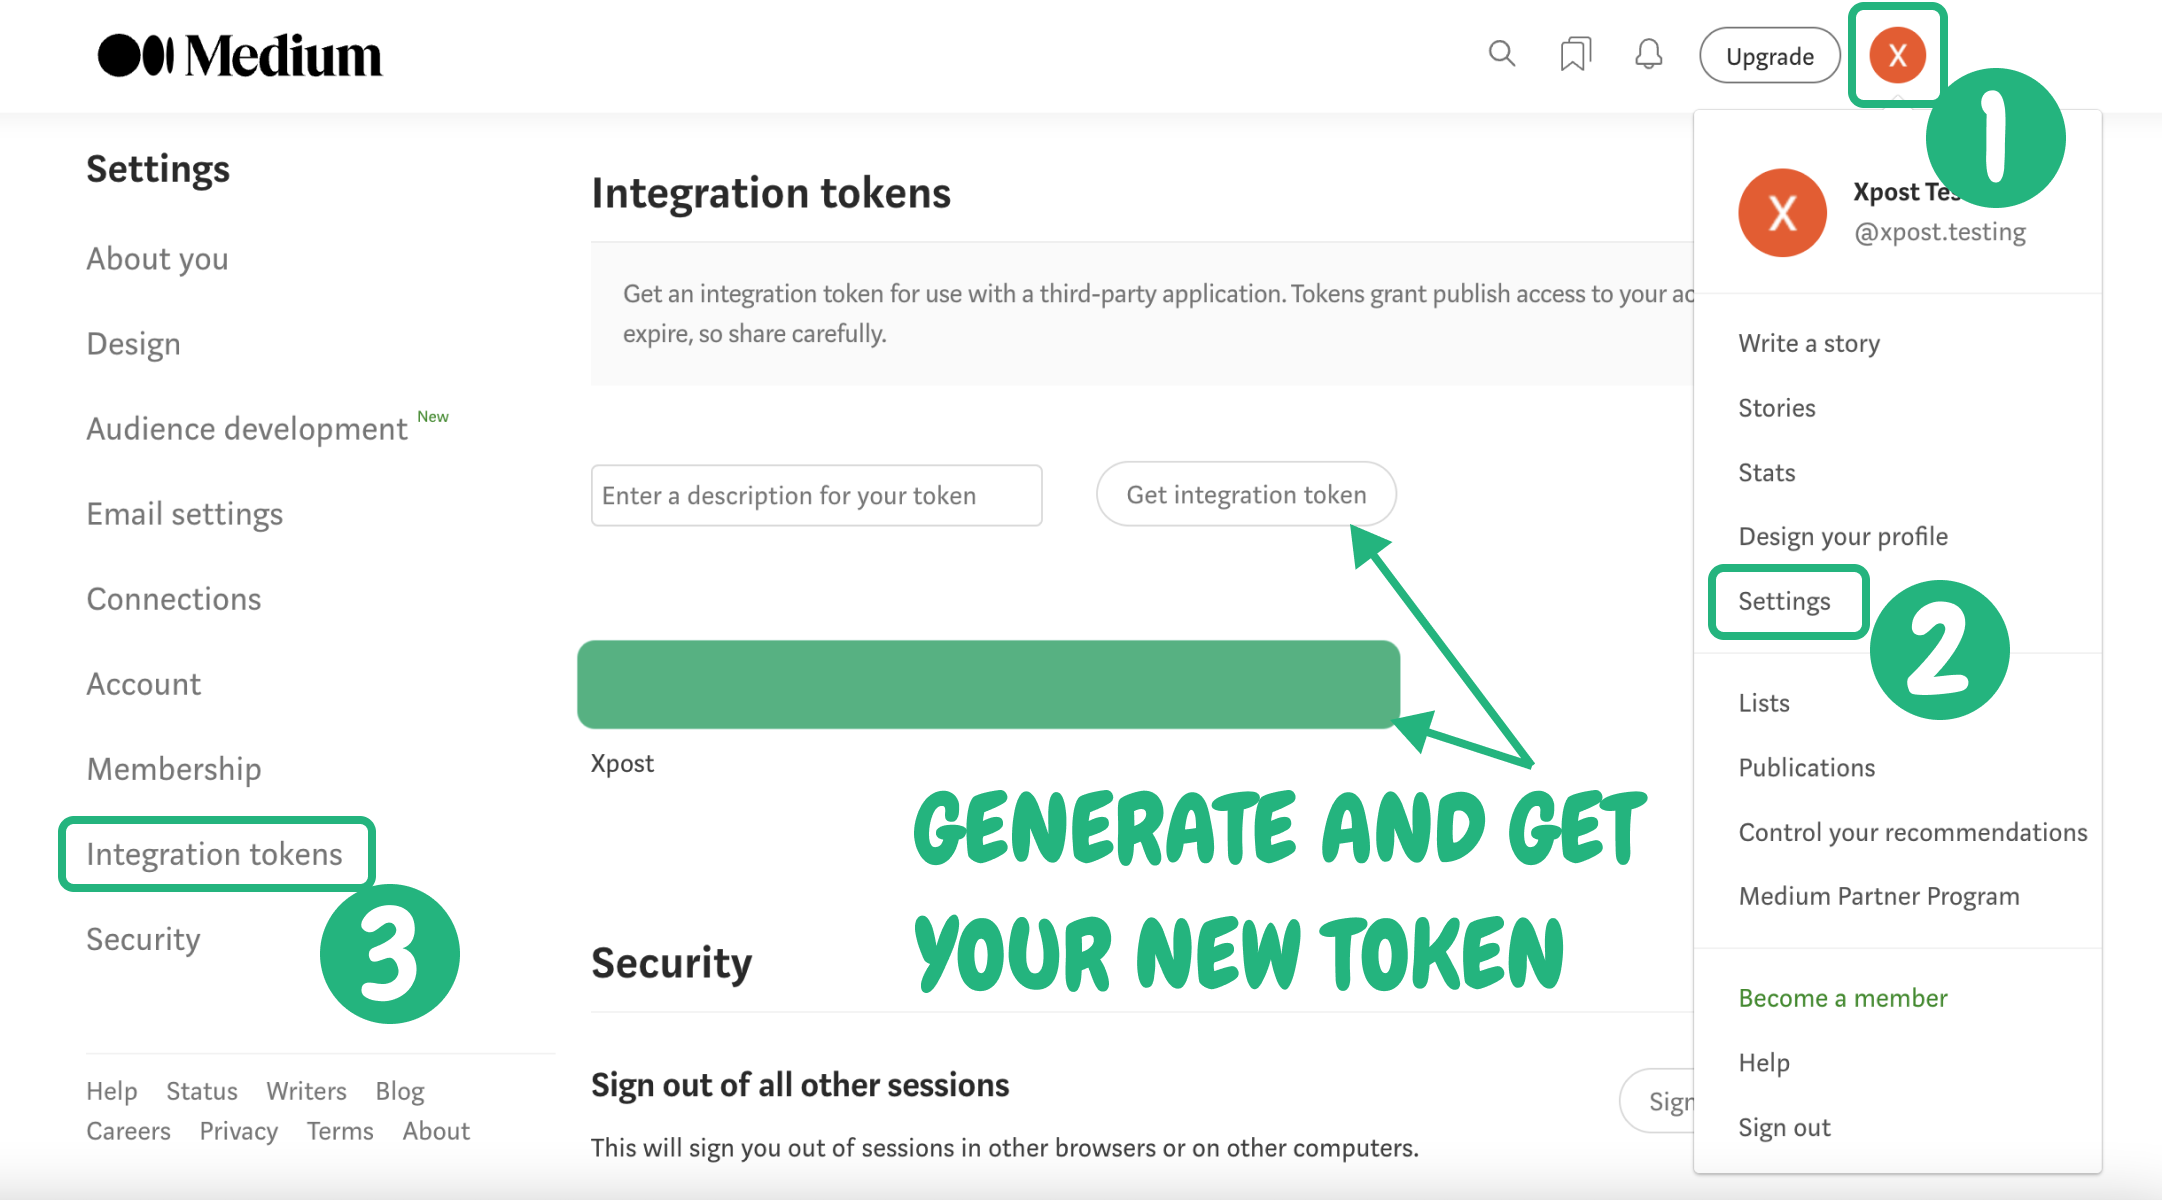 Medium
Upgrade
X
1
Settings
About you
Design
Audience development New
Email settings
Connections
Account
Membership
Integration tokens
3
Security
Help Status Writers Blog
Careers Privacy Terms About
Integration tokens
Get an integration token for use with a third-party application. Tokens grant publish access to your
expire, so share carefully.
Enter a description for your token
Get integration token
Xpost
GENERATE AND GET
YOUR NEW TOKEN
Security
Sign out of all other sessions
This will sign you out of sessions in other browsers or on other computers.
Sign
X
Xpost
@xpost.testing
Write a story
Stories
Stats
Design your profile
Settings
2
Lists
Publications
Control your recommendations
Medium Partner Program
Become a member
Help
Sign out